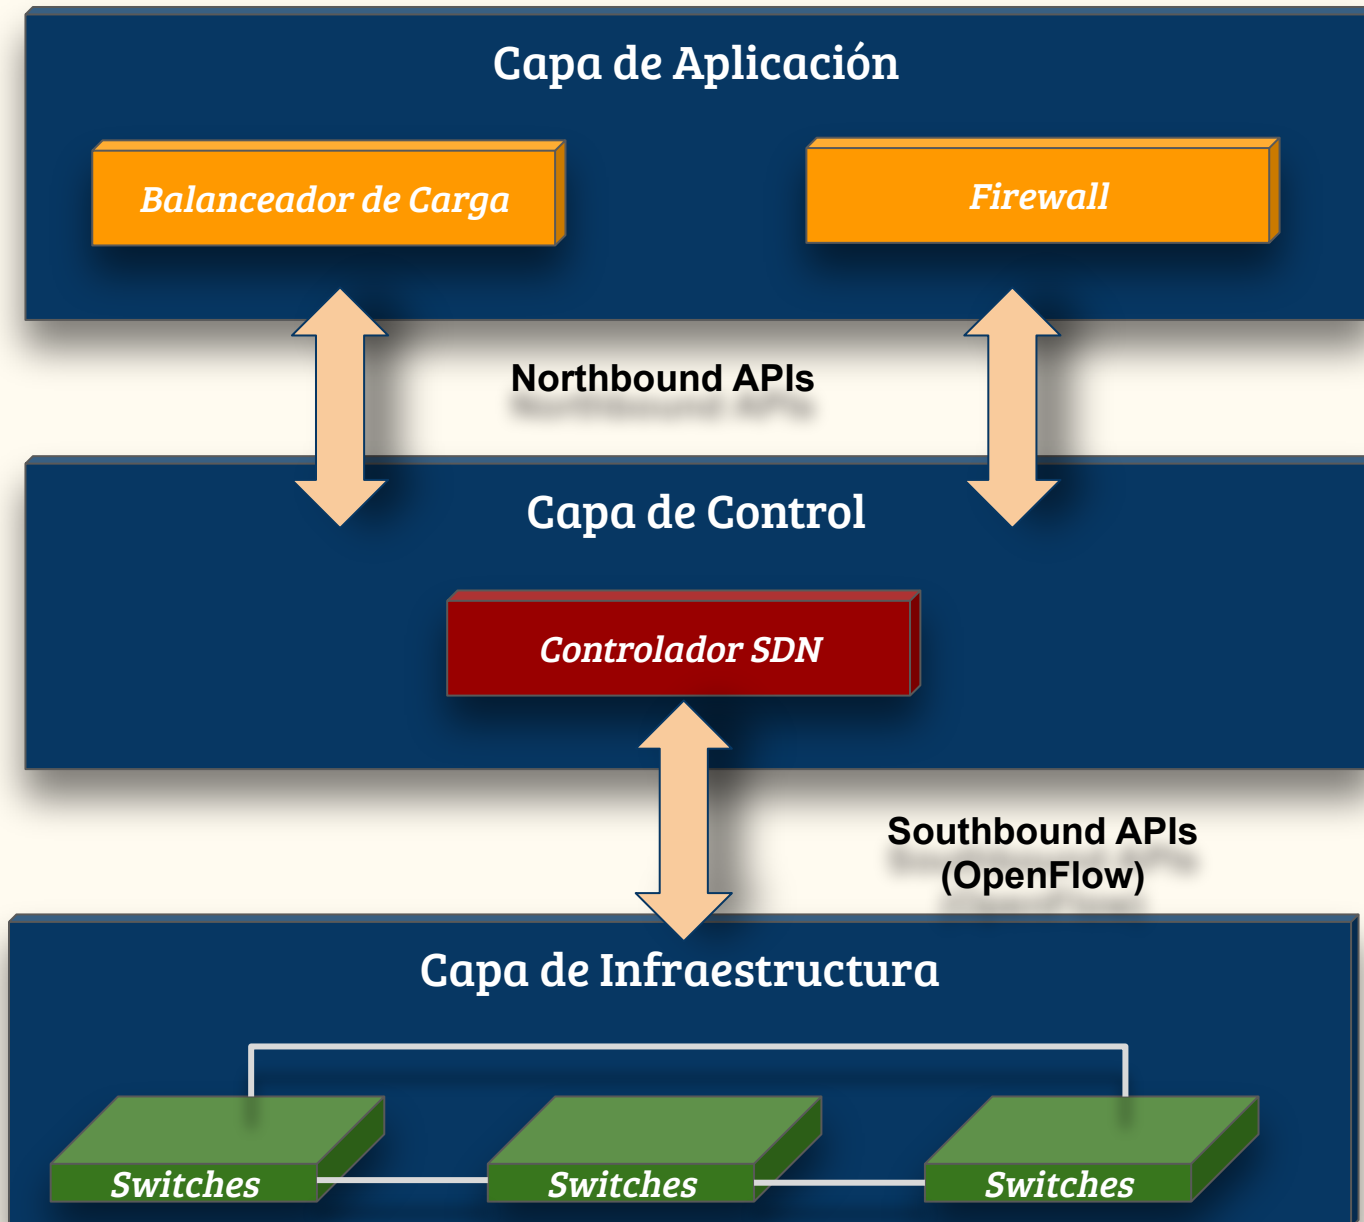 Capa de Aplicación
Balanceador de Carga
Firewall
Northbound APIs
Capa de Control
Controlador SDN
Southbound APIs
(OpenFlow)
Capa de Infraestructura
Switches
Switches
Switches